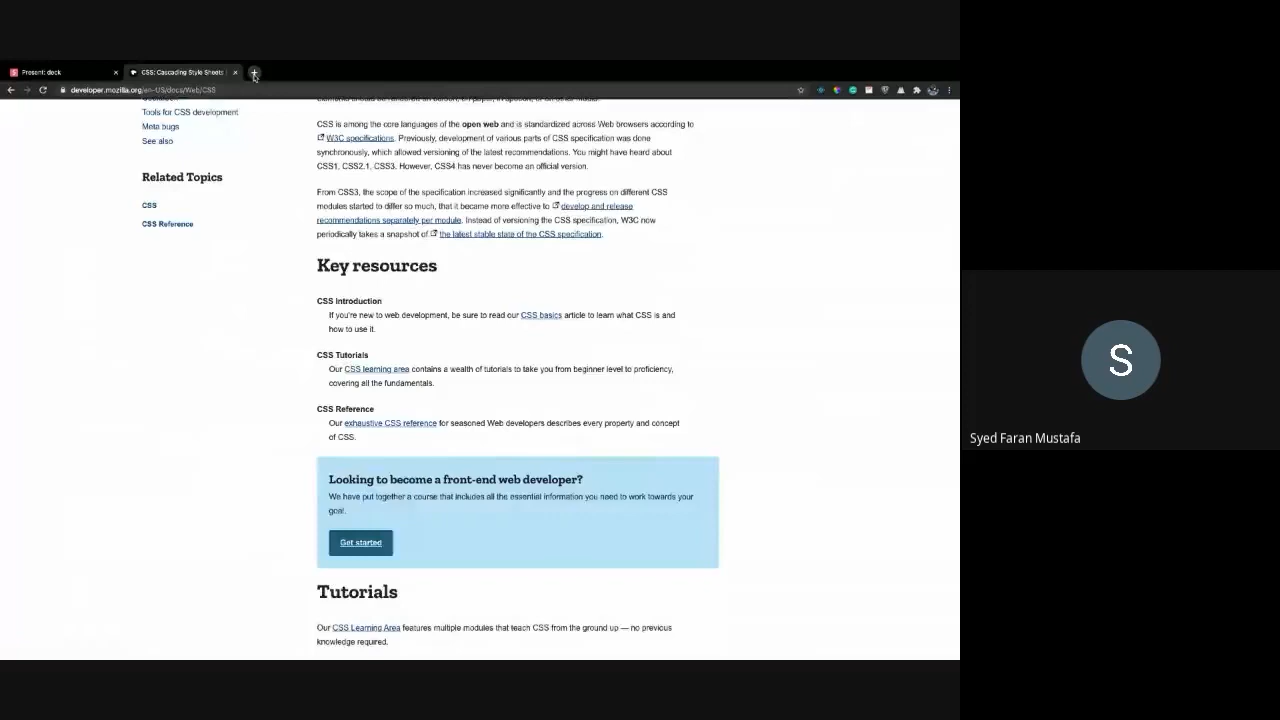 Present: deck
CSS: Cascading Style Sheets
developer.mozilla.org/en-US/docs/Web/CSS
Tools for CSS development
Meta bugs
See also
Related Topics
CSS
CSS Reference
CSS is among the core languages of the open web and is standardized across Web browsers according to
W3C specifications. Previously, development of various parts of CSS specification was done
synchronously, which allowed versioning of the latest recommendations. You might have heard about
CSS1, CSS2.1, CSS3. However, CSS4 has never become an official version.
From CSS3, the scope of the specification increased significantly and the progress on different CSS
modules started to differ so much, that it became more effective to develop and release
recommendations separately per module. Instead of versioning the CSS specification, W3C now
periodically takes a snapshot of the latest stable state of the CSS specification.
Key resources
CSS Introduction
If you're new to web development, be sure to read our CSS basics article to learn what CSS is and
how to use it.
CSS Tutorials
Our CSS learning area contains a wealth of tutorials to take you from beginner level to proficiency,
covering all the fundamentals.
CSS Reference
Our exhaustive CSS reference for seasoned Web developers describes every property and concept
of CSS.
Looking to become a front-end web developer?
We have put together a course that includes all the essential information you need to work towards your
goal.
Get started
Tutorials
Our CSS Learning Area features multiple modules that teach CSS from the ground up — no previous
knowledge required.
S
Syed Faran Mustafa